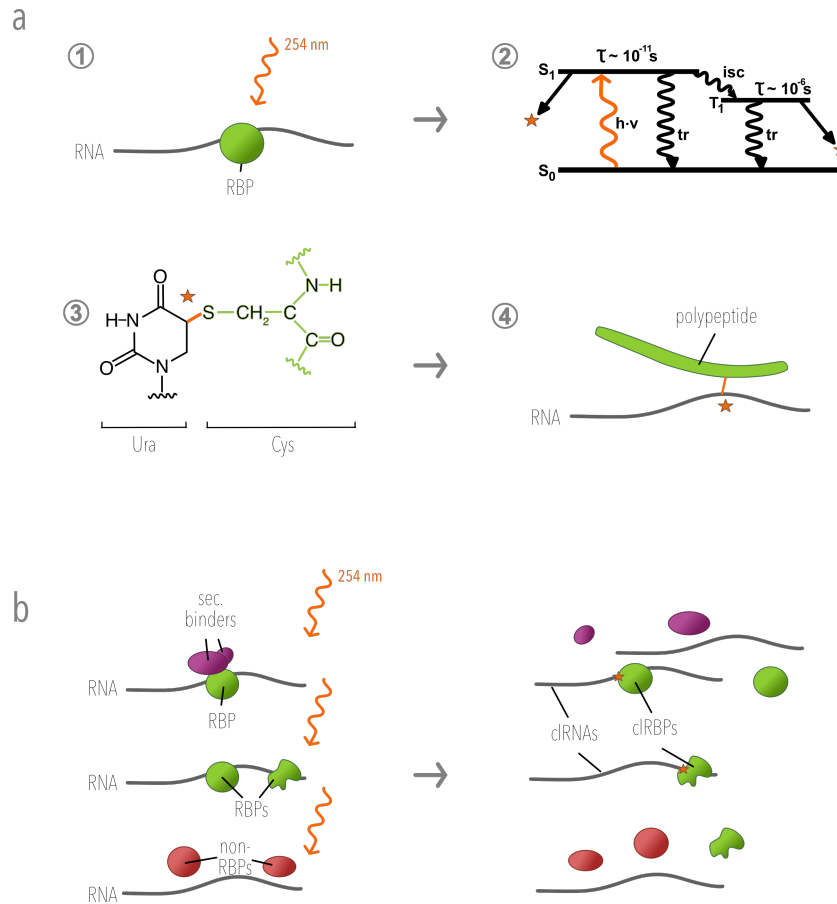 a
① 254 nm
RNA
RBP
②
S₁ τ ~ 10⁻¹¹s
isc
τ ~ 10⁻⁶s
T₁
h·ν
tr
tr
S₀
③
O
H-N
S CH₂ C
N-H
O
N
C=O
Ura
Cys
④
polypeptide
RNA
b
254 nm
sec.
binders
RNA
RBP
RNA
RBPs
non-
RBPs
RNA
clRNAs
clRBPs